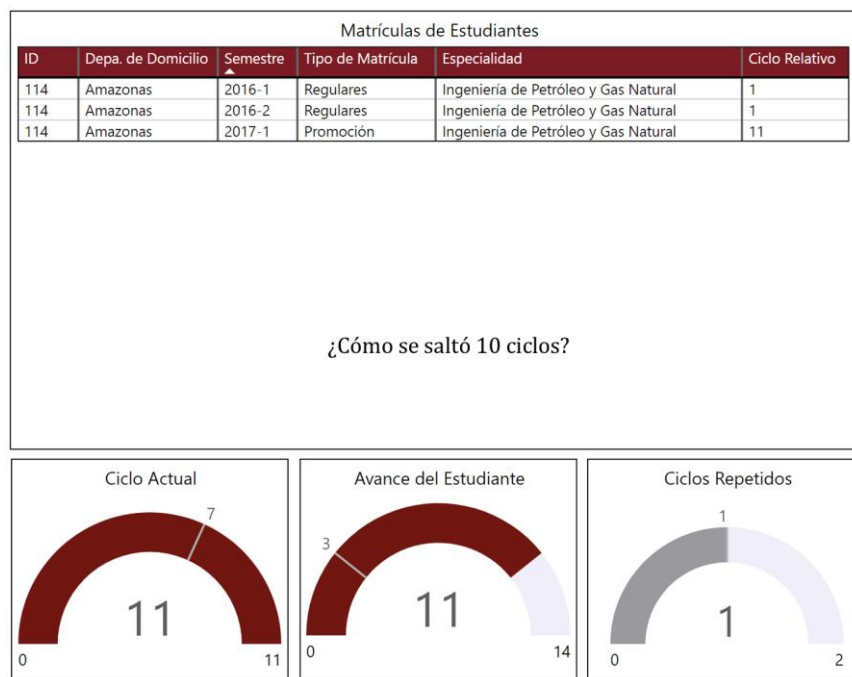 Matrículas de Estudiantes
ID Depa. de Domicilio Semestre Tipo de Matrícula Especialidad Ciclo Relativo
114 Amazonas 2016-1 Regulares Ingeniería de Petróleo y Gas Natural 1
114 Amazonas 2016-2 Regulares Ingeniería de Petróleo y Gas Natural 1
114 Amazonas 2017-1 Promoción Ingeniería de Petróleo y Gas Natural 11
¿Cómo se saltó 10 ciclos?
Ciclo Actual
7
11
0 11
Avance del Estudiante
3
11
0 14
Ciclos Repetidos
1
1
0 2